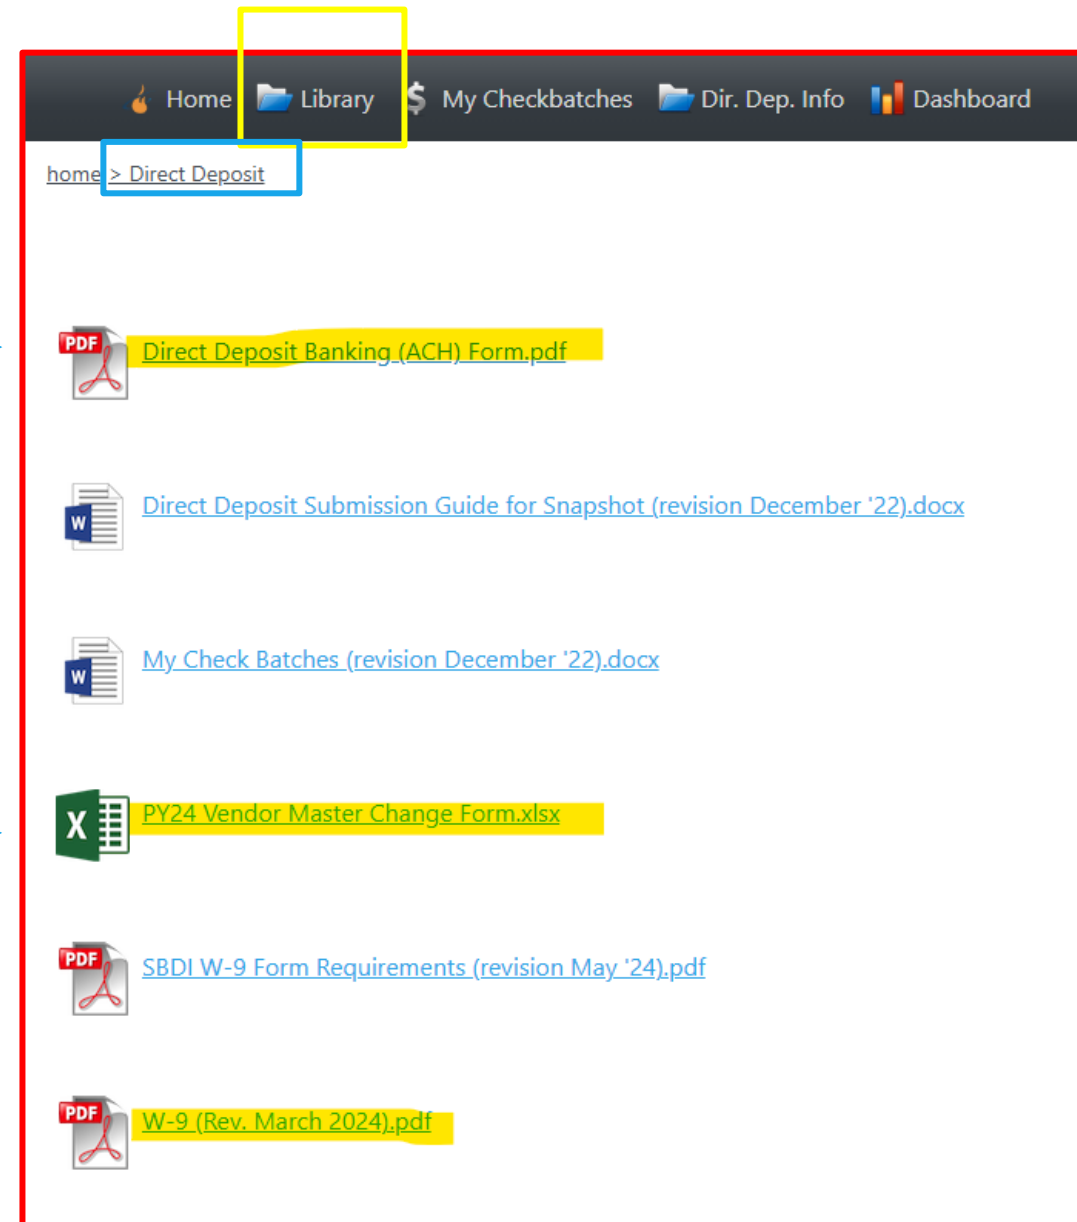 Home Library $ My Checkbatches Dir. Dep. Info Dashboard
home > Direct Deposit
PDF Direct Deposit Banking (ACH) Form.pdf
W Direct Deposit Submission Guide for Snapshot (revision December '22).docx
W My Check Batches (revision December '22).docx
X PY24 Vendor Master Change Form.xlsx
PDF SBDI W-9 Form Requirements (revision May '24).pdf
PDF W-9 (Rev. March 2024).pdf